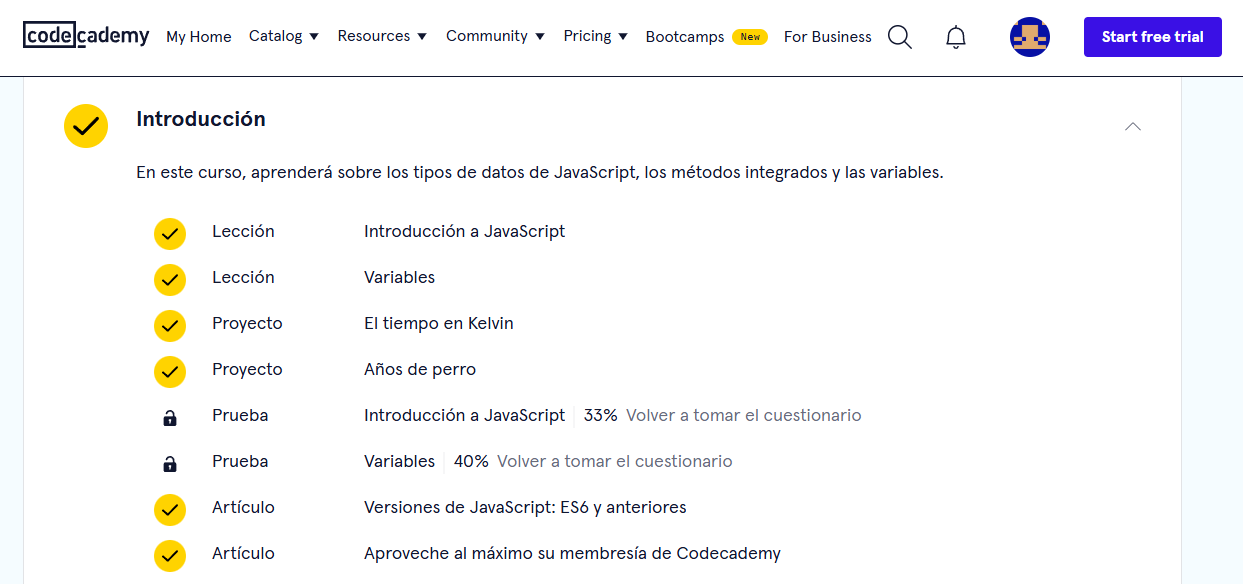 codecademy My Home Catalog Resources Community Pricing Bootcamps New For Business Start free trial
Introducción
En este curso, aprenderá sobre los tipos de datos de JavaScript, los métodos integrados y las variables.
Lección Introducción a JavaScript
Lección Variables
Proyecto El tiempo en Kelvin
Proyecto Años de perro
Prueba Introducción a JavaScript 33% Volver a tomar el cuestionario
Prueba Variables 40% Volver a tomar el cuestionario
Artículo Versiones de JavaScript: ES6 y anteriores
Artículo Aproveche al máximo su membresía de Codecademy